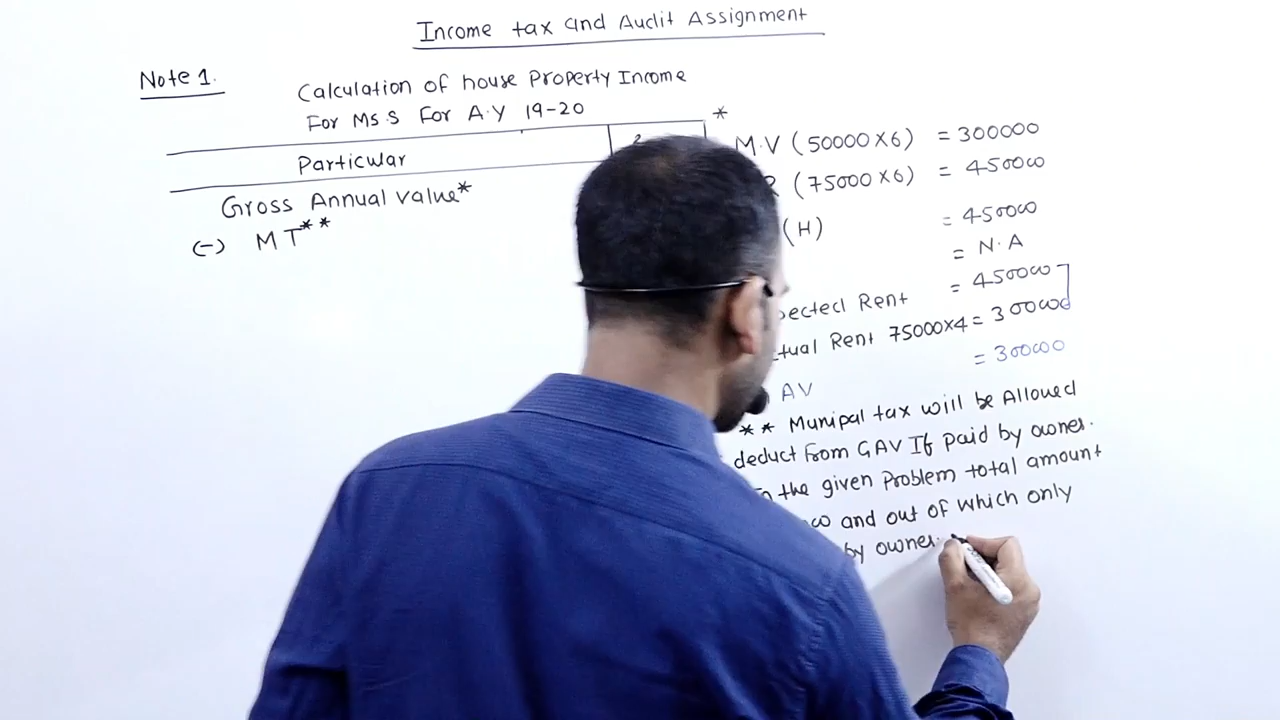 Income tax and Audit Assignment
Note 1.
Calculation of house Property Income
For Ms.S For A.Y 19-20
Particular
Gross Annual value*
(-) MT**
*
M.V (50000X6) = 300000
(75000X6) = 450000
(H) = 450000
= N.A
Rent = 450000
Rent 75000X4 = 300000
AV = 300000
** Munipal tax will be Allowed
deduct from GAV If paid by owner.
the given Problem total amount
and out of which only
by owner.